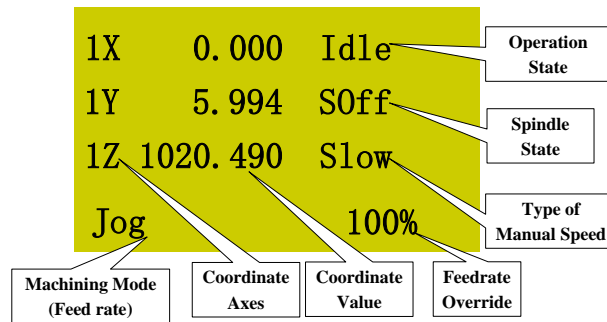 1X 0.000 Idle
Operation
State
1Y 5.994 SOff
Spindle
State
1Z 1020.490 Slow
Type of
Manual Speed
Jog 100%
Machining Mode
(Feed rate)
Coordinate
Axes
Coordinate
Value
Feedrate
Override